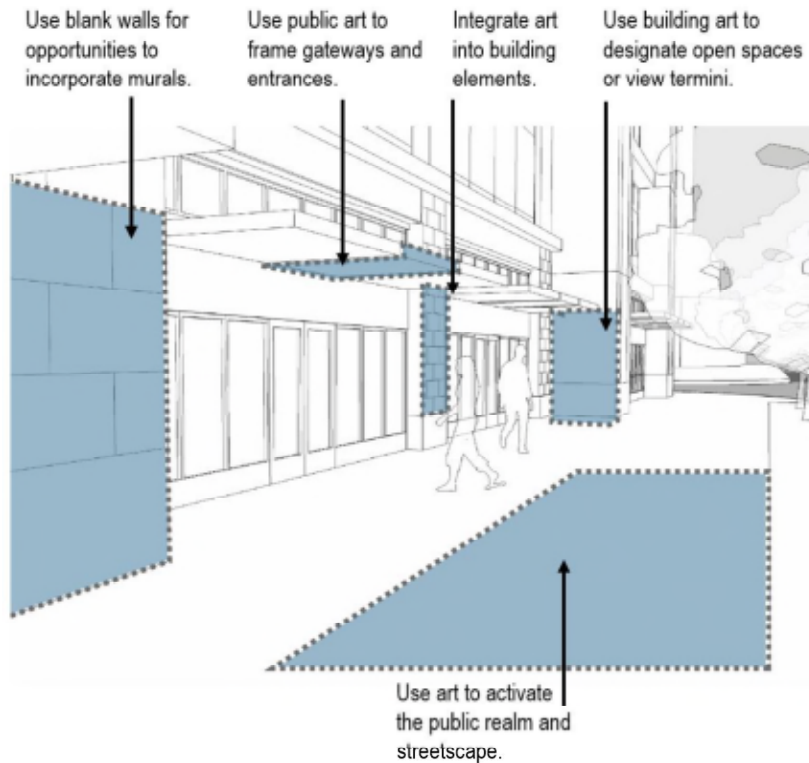 Use blank walls for
opportunities to
incorporate murals.
Use public art to
frame gateways and
entrances.
Integrate art
into building
elements.
Use building art to
designate open spaces
or view termini.
Use art to activate
the public realm and
streetscape.